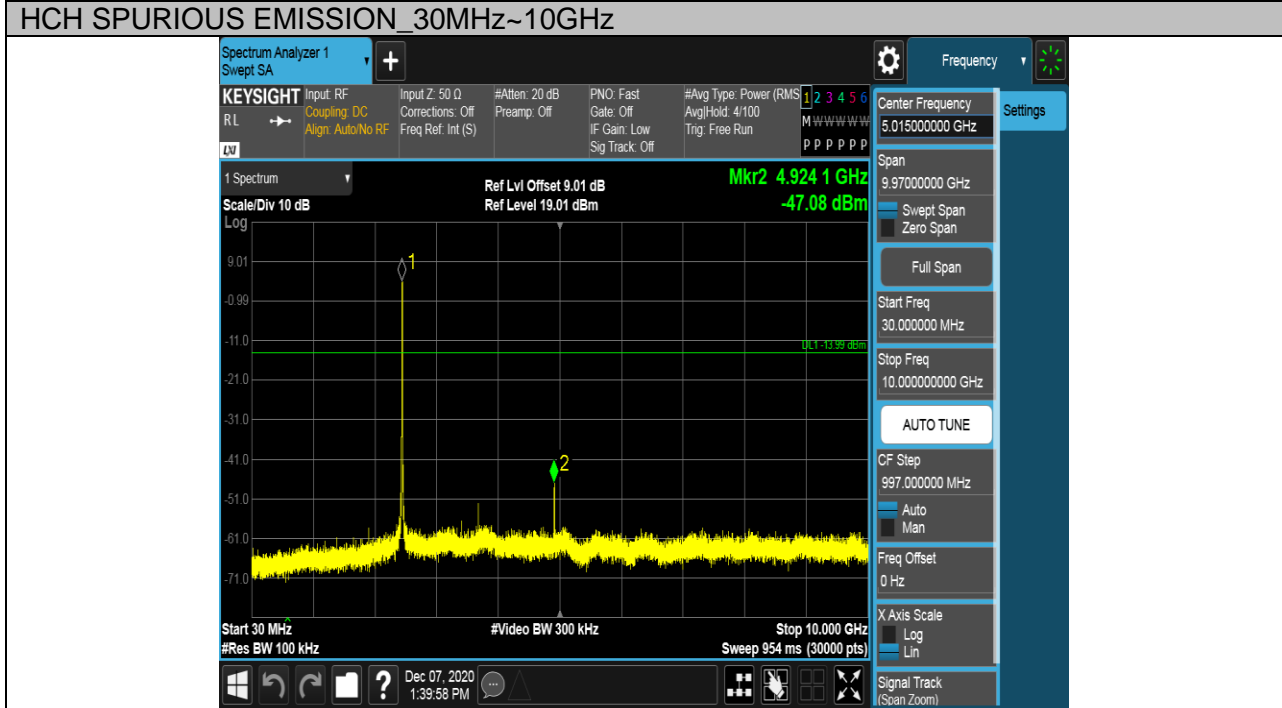 HCH SPURIOUS EMISSION_30MHz~10GHz
Spectrum Analyzer 1
Swept SA
+
Frequency
KEYSIGHT
RL
LXI
Input: RF
Coupling: DC
Align: Auto/No RF
Input Z: 50 Ω
Corrections: Off
Freq Ref: Int (S)
#Atten: 20 dB
Preamp: Off
PNO: Fast
Gate: Off
IF Gain: Low
Sig Track: Off
#Avg Type: Power (RMS
Avg|Hold: 4/100
Trig: Free Run
1 2 3 4 5 6
M W W W W W
P P P P P P
1 Spectrum
Scale/Div 10 dB
Ref Lvl Offset 9.01 dB
Ref Level 19.01 dBm
Mkr2 4.924 1 GHz
-47.08 dBm
Log
9.01
-0.99
-11.0
-21.0
-31.0
-41.0
-51.0
-61.0
-71.0
1
2
DL1 -13.99 dBm
Start 30 MHz
#Res BW 100 kHz
#Video BW 300 kHz
Stop 10.000 GHz
Sweep 954 ms (30000 pts)
Center Frequency
5.015000000 GHz
Settings
Span
9.97000000 GHz
Swept Span
Zero Span
Full Span
Start Freq
30.000000 MHz
Stop Freq
10.000000000 GHz
AUTO TUNE
CF Step
997.000000 MHz
Auto
Man
Freq Offset
0 Hz
X Axis Scale
Log
Lin
Signal Track
(Span Zoom)
?
Dec 07, 2020
1:39:58 PM